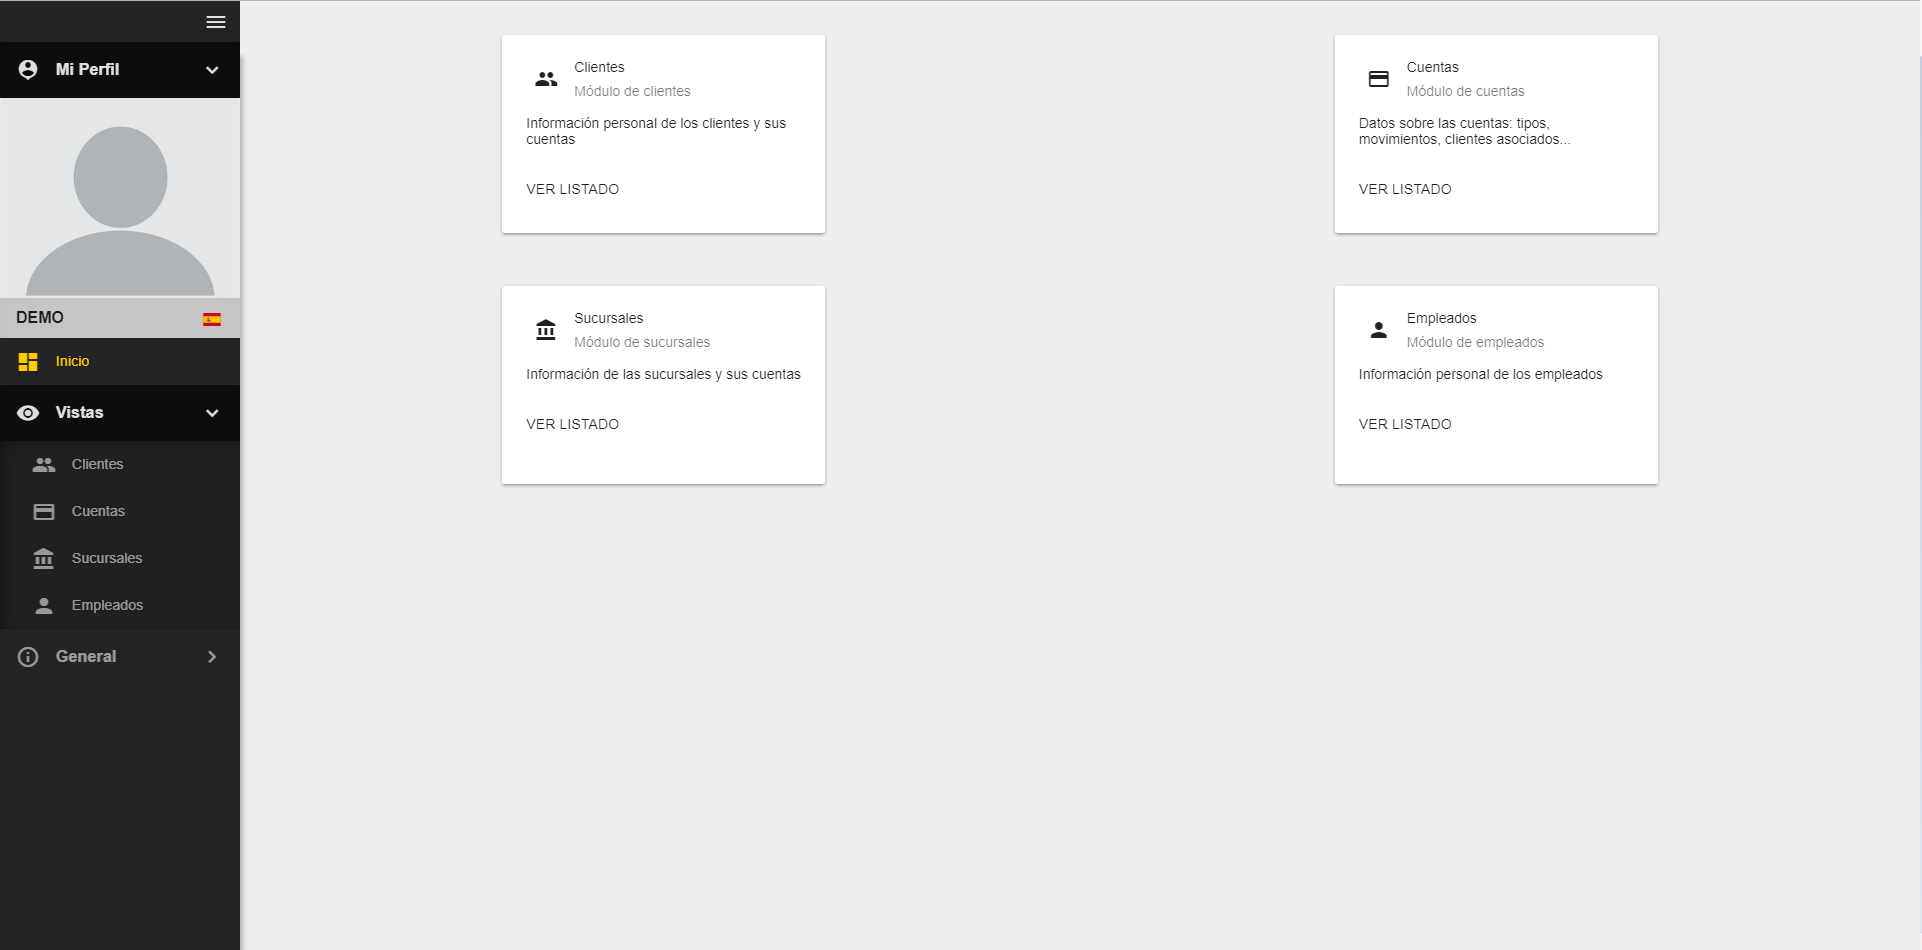 Mi Perfil
DEMO
Inicio
Vistas
Clientes
Cuentas
Sucursales
Empleados
General
Clientes
Módulo de clientes
Información personal de los clientes y sus
cuentas
VER LISTADO
Cuentas
Módulo de cuentas
Datos sobre las cuentas: tipos,
movimientos, clientes asociados...
VER LISTADO
Sucursales
Módulo de sucursales
Información de las sucursales y sus cuentas
VER LISTADO
Empleados
Módulo de empleados
Información personal de los empleados
VER LISTADO